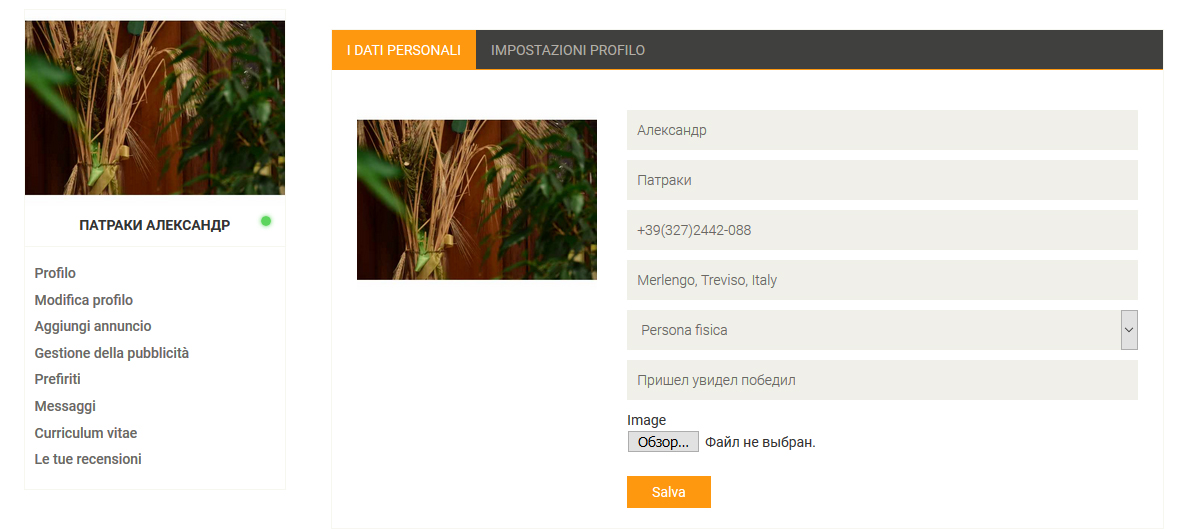 ПАТРАКИ АЛЕКСАНДР
Profilo
Modifica profilo
Aggiungi annuncio
Gestione della pubblicità
Prefiriti
Messaggi
Curriculum vitae
Le tue recensioni
I DATI PERSONALI IMPOSTAZIONI PROFILO
Александр
Патраки
+39(327)2442-088
Merlengo, Treviso, Italy
Persona fisica
Пришел увидел победил
Image
Обзор... Файл не выбран.
Salva